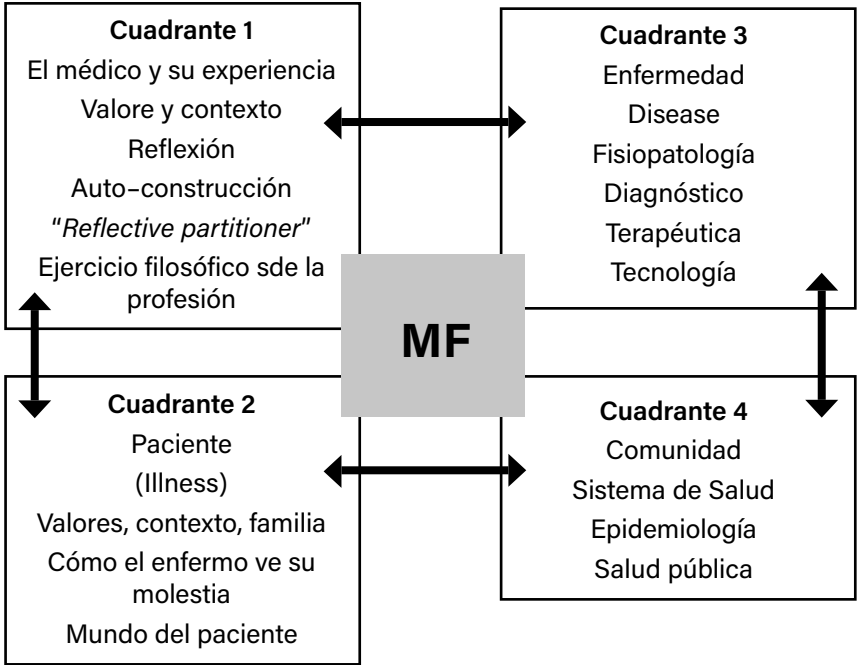 Cuadrante 1
El médico y su experiencia
Valore y contexto
Reflexión
Auto–construcción
"Reflective partitioner"
Ejercicio filosófico sde la
profesión
Cuadrante 3
Enfermedad
Disease
Fisiopatología
Diagnóstico
Terapéutica
Tecnología
MF
Cuadrante 2
Paciente
(Illness)
Valores, contexto, familia
Cómo el enfermo ve su
molestia
Mundo del paciente
Cuadrante 4
Comunidad
Sistema de Salud
Epidemiología
Salud pública